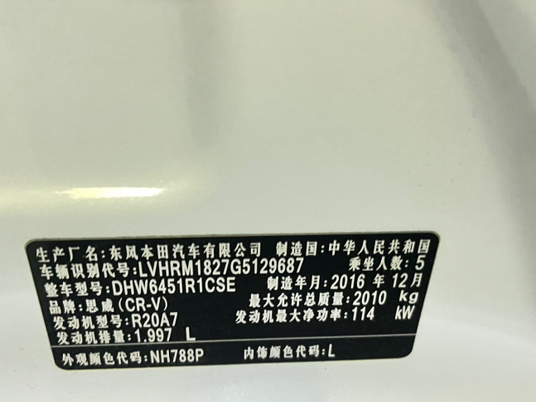 生产厂名:东风本田汽车有限公司 制造国:中华人民共和国
车辆识别代号:LVHRM1827G5129687 乘坐人数:5
整车型号:DHW6451R1CSE 制造年月:2016 年 12月
品牌:思威(CR-V) 最大允许总质量:2010 kg
发动机型号:R20A7 发动机最大净功率:114 kW
发动机排量:1.997 L
外观颜色代码:NH788P 内饰颜色代码:L